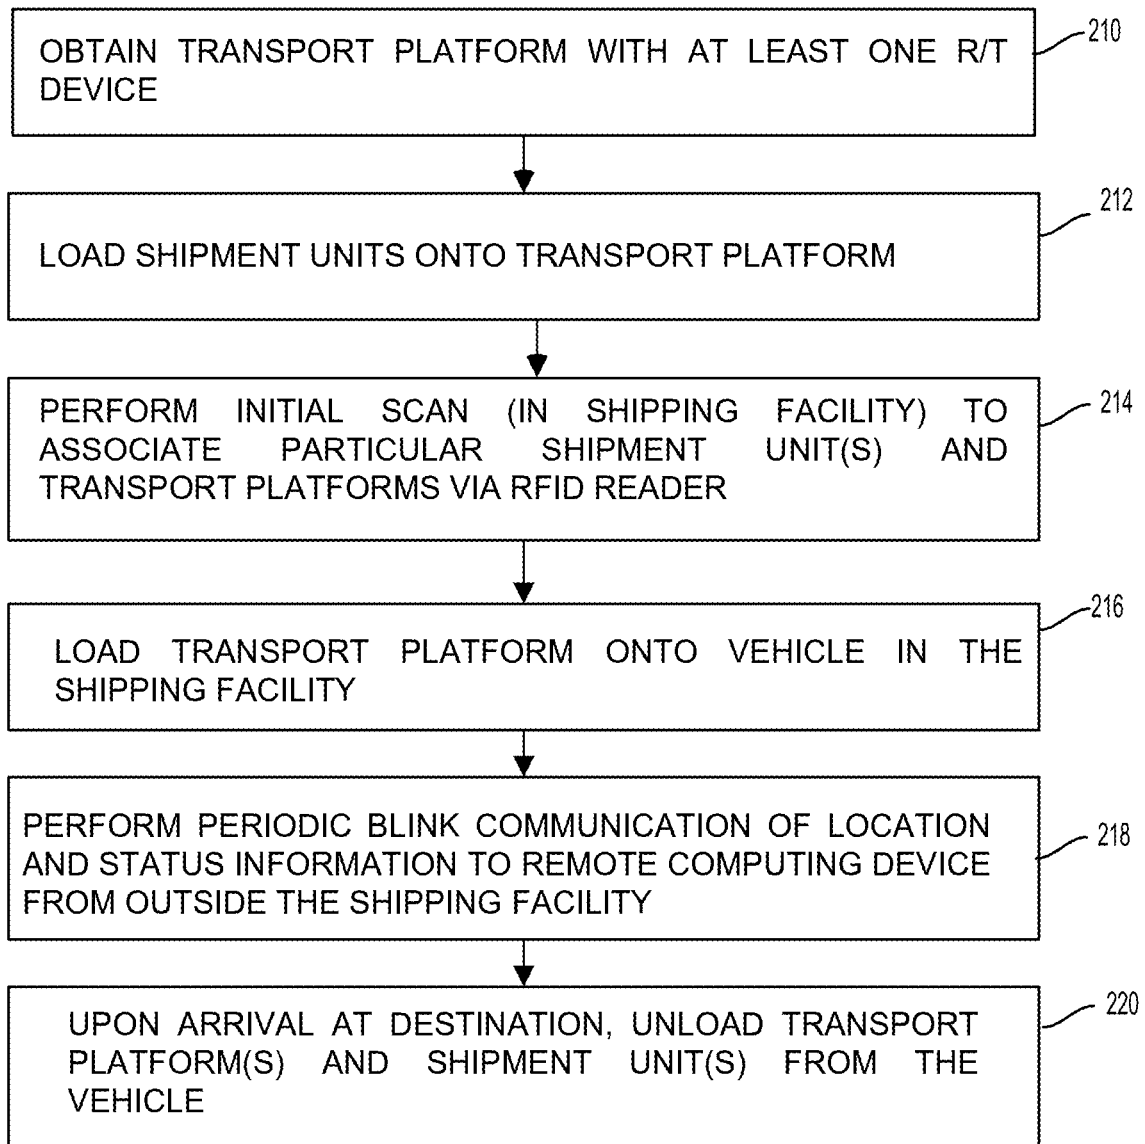 OBTAIN TRANSPORT PLATFORM WITH AT LEAST ONE R/T
DEVICE
210
LOAD SHIPMENT UNITS ONTO TRANSPORT PLATFORM
212
PERFORM INITIAL SCAN (IN SHIPPING FACILITY) TO
ASSOCIATE PARTICULAR SHIPMENT UNIT(S) AND
TRANSPORT PLATFORMS VIA RFID READER
214
LOAD TRANSPORT PLATFORM ONTO VEHICLE IN THE
SHIPPING FACILITY
216
PERFORM PERIODIC BLINK COMMUNICATION OF LOCATION
AND STATUS INFORMATION TO REMOTE COMPUTING DEVICE
FROM OUTSIDE THE SHIPPING FACILITY
218
UPON ARRIVAL AT DESTINATION, UNLOAD TRANSPORT
PLATFORM(S) AND SHIPMENT UNIT(S) FROM THE
VEHICLE
220